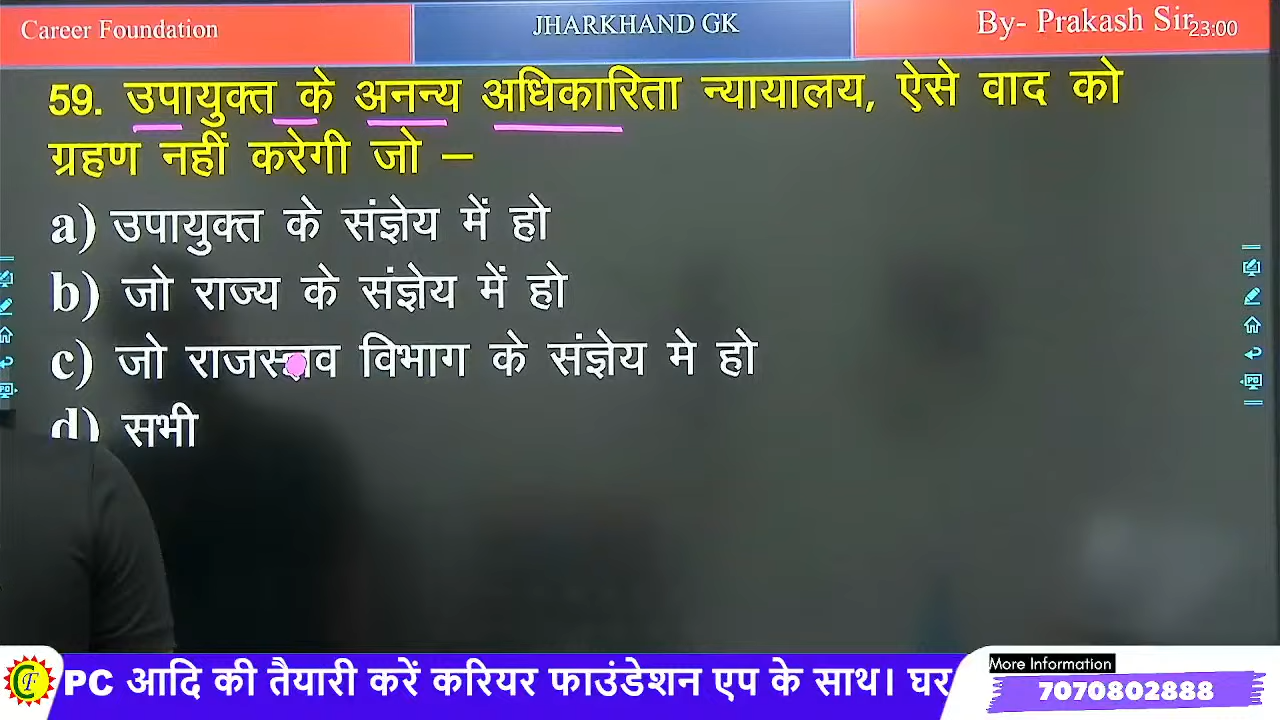 Career Foundation
JHARKHAND GK
By- Prakash Sir
23:00
59. उपायुक्त के अनन्य अधिकारिता न्यायालय, ऐसे वाद को
ग्रहण नहीं करेगी जो –
a) उपायुक्त के संज्ञेय में हो
b) जो राज्य के संज्ञेय में हो
c) जो राजस्व विभाग के संज्ञेय मे हो
d) सभी
PC आदि की तैयारी करें करियर फाउंडेशन एप के साथ। घर
More Information
7070802888